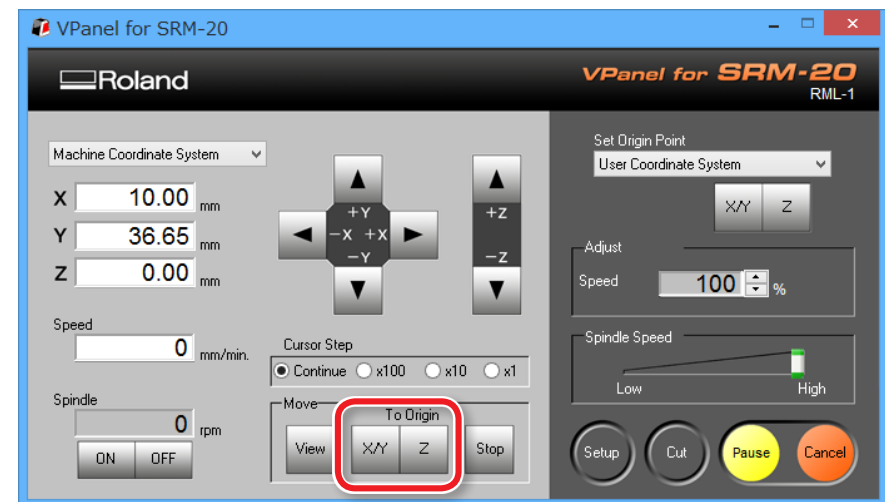 VPanel for SRM-20
Roland
VPanel for SRM-20
RML-1
Machine Coordinate System
X 10.00 mm
Y 36.65 mm
Z 0.00 mm
Speed
0 mm/min.
Spindle
0 rpm
ON OFF
+Y
-X +X
-Y
+Z
-Z
Cursor Step
Continue x100 x10 x1
Move
To Origin
View X/Y Z Stop
Set Origin Point
User Coordinate System
X/Y Z
Adjust
Speed 100 %
Spindle Speed
Low High
Setup Cut Pause Cancel